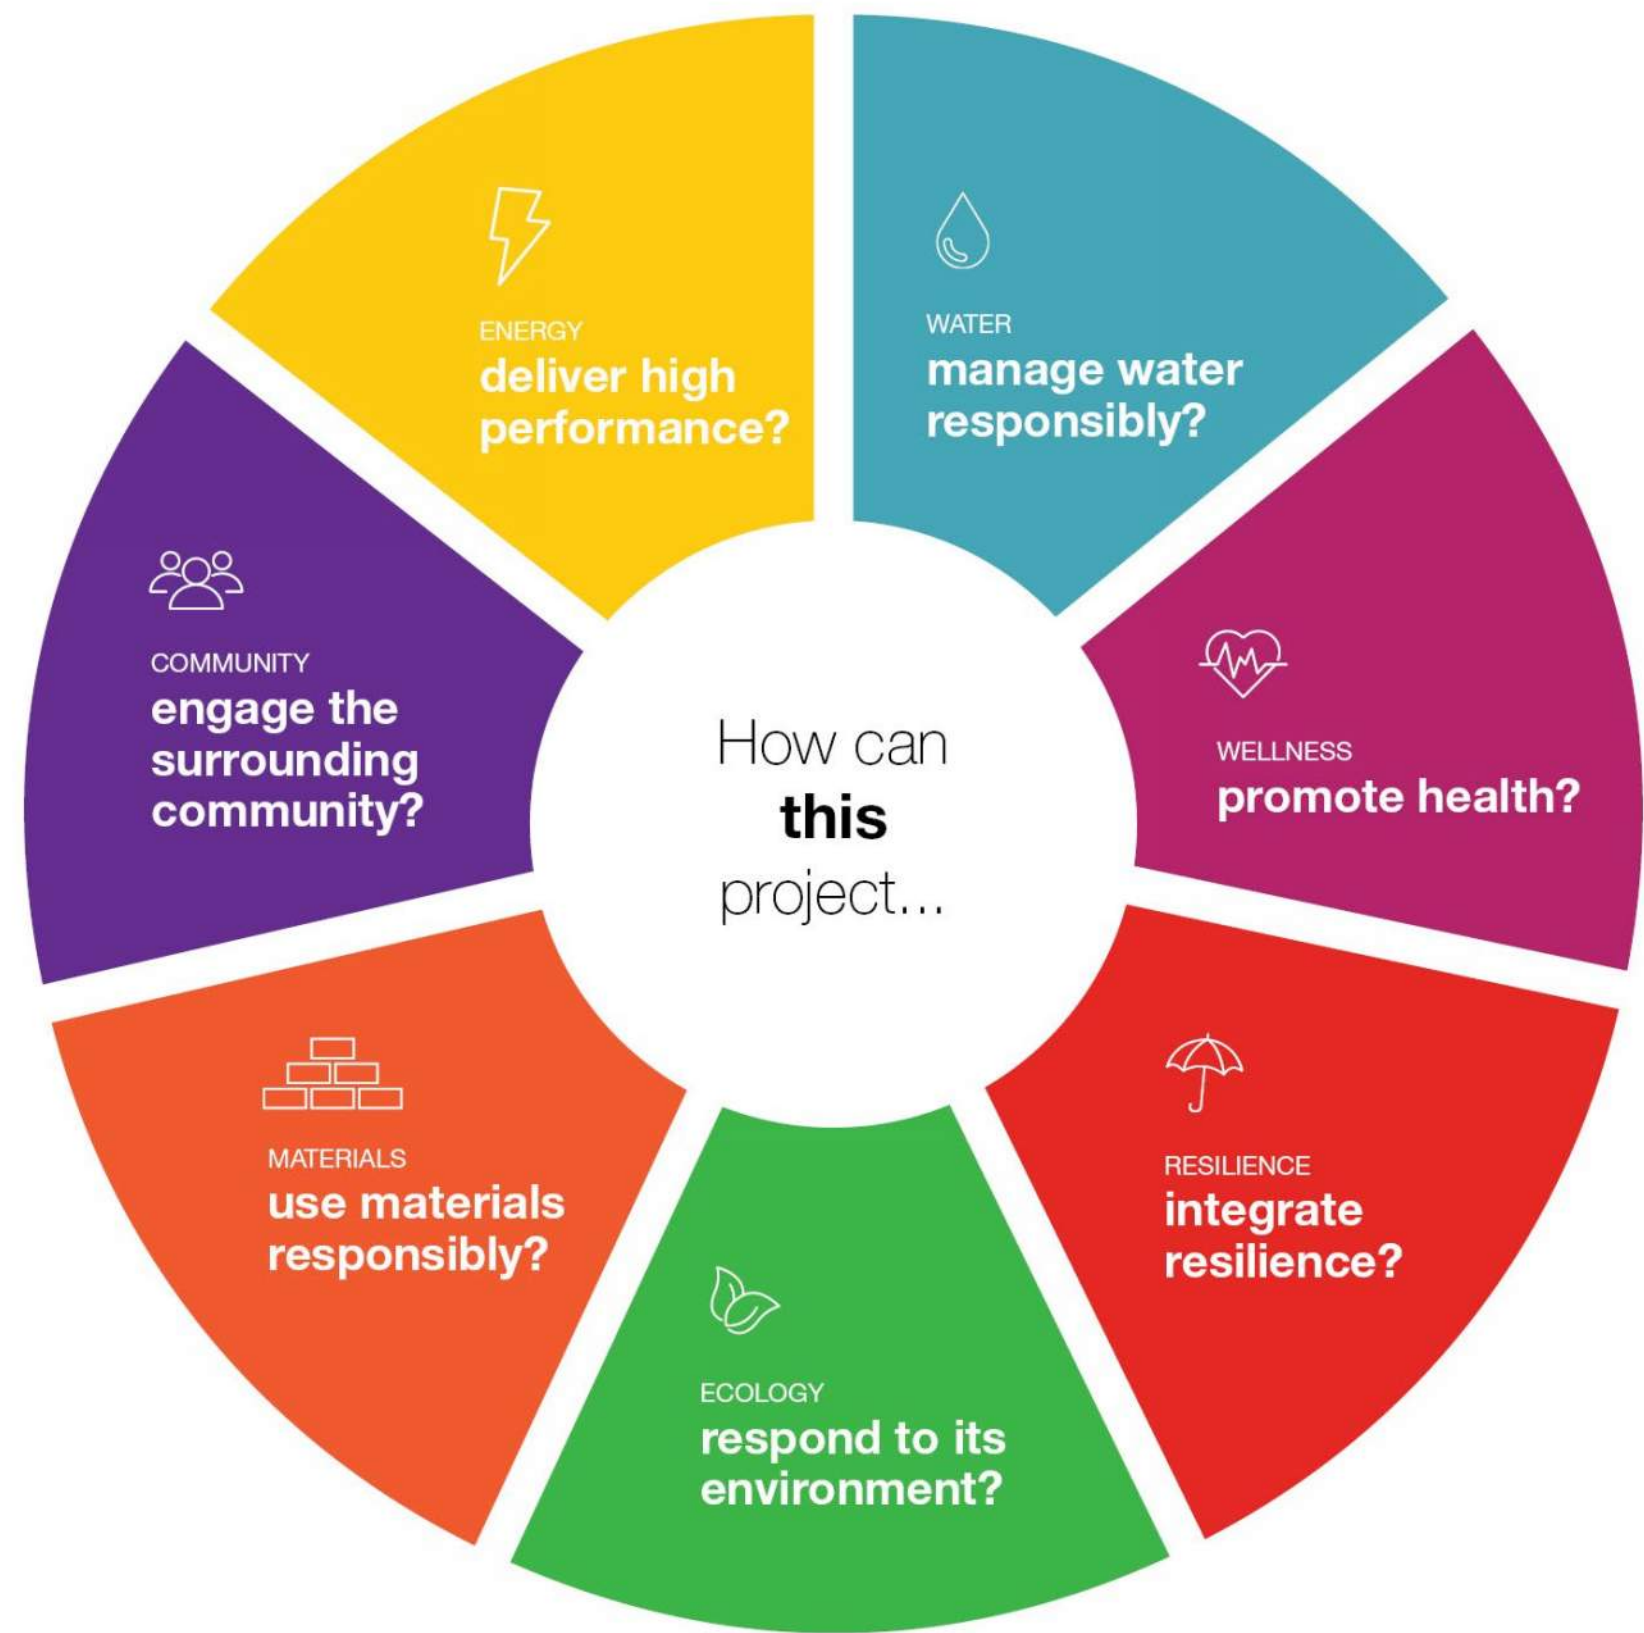 How can
this
project...
WATER
manage water
responsibly?
WELLNESS
promote health?
RESILIENCE
integrate
resilience?
ECOLOGY
respond to its
environment?
MATERIALS
use materials
responsibly?
COMMUNITY
engage the
surrounding
community?
ENERGY
deliver high
performance?